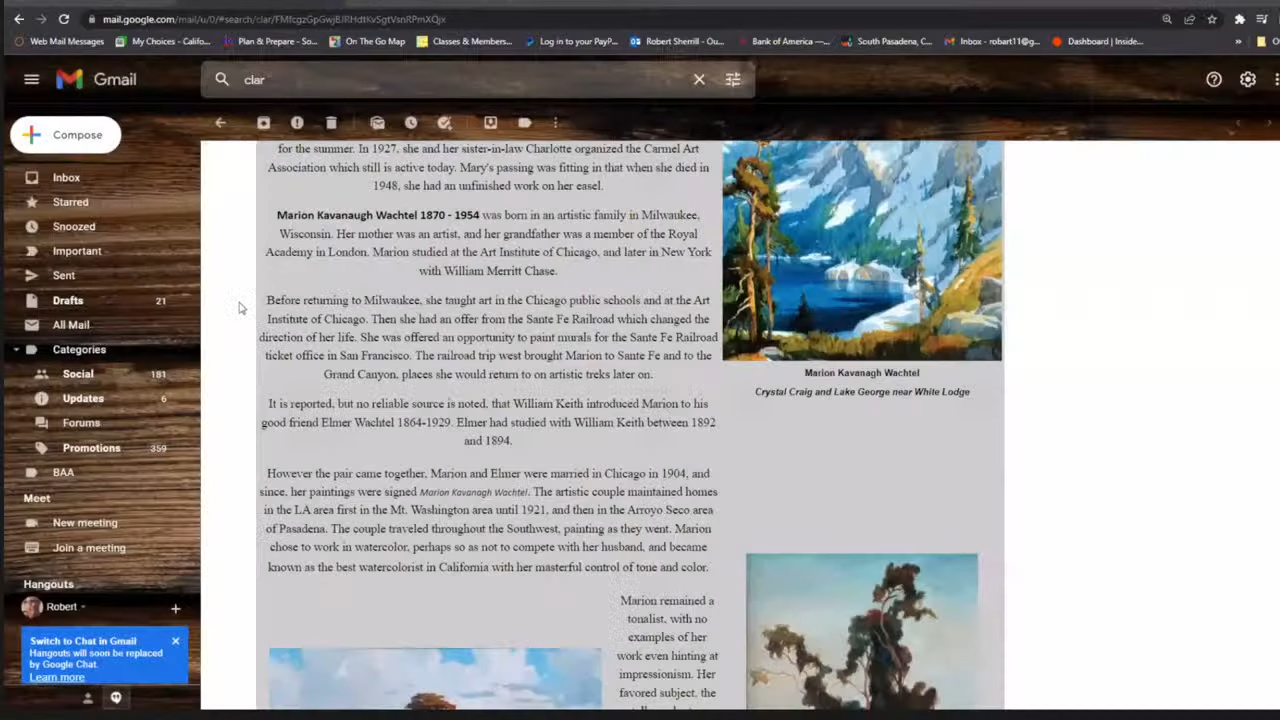 mail.google.com/mail/u/0/#search/clar/FMfcgzGpGwjBJRHdtKvSgtVsnRPmXQjx
Web Mail Messages
My Choices - Califo...
Plan & Prepare - So...
On The Go Map
Classes & Members...
Log in to your PayP...
Robert Sherrill - Ou...
Bank of America —...
South Pasadena, C...
Inbox - robart11@g...
Dashboard | Inside...
»
Gmail
clar
Compose
Inbox
Starred
Snoozed
Important
Sent
Drafts 21
All Mail
Categories
Social 181
Updates 6
Forums
Promotions 359
BAA
Meet
New meeting
Join a meeting
Hangouts
Robert
Switch to Chat in Gmail
Hangouts will soon be replaced
by Google Chat.
Learn more
for the summer. In 1927, she and her sister-in-law Charlotte organized the Carmel Art
Association which still is active today. Mary's passing was fitting in that when she died in
1948, she had an unfinished work on her easel.
Marion Kavanaugh Wachtel 1870 - 1954 was born in an artistic family in Milwaukee,
Wisconsin. Her mother was an artist, and her grandfather was a member of the Royal
Academy in London. Marion studied at the Art Institute of Chicago, and later in New York
with William Merritt Chase.
Before returning to Milwaukee, she taught art in the Chicago public schools and at the Art
Institute of Chicago. Then she had an offer from the Sante Fe Railroad which changed the
direction of her life. She was offered an opportunity to paint murals for the Sante Fe Railroad
ticket office in San Francisco. The railroad trip west brought Marion to Sante Fe and to the
Grand Canyon, places she would return to on artistic treks later on.
It is reported, but no reliable source is noted, that William Keith introduced Marion to his
good friend Elmer Wachtel 1864-1929. Elmer had studied with William Keith between 1892
and 1894.
However the pair came together, Marion and Elmer were married in Chicago in 1904, and
since, her paintings were signed Marion Kavanagh Wachtel. The artistic couple maintained homes
in the LA area first in the Mt. Washington area until 1921, and then in the Arroyo Seco area
of Pasadena. The couple traveled throughout the Southwest, painting as they went. Marion
chose to work in watercolor, perhaps so as not to compete with her husband, and became
known as the best watercolorist in California with her masterful control of tone and color.
Marion remained a
tonalist, with no
examples of her
work even hinting at
impressionism. Her
favored subject, the
Marion Kavanagh Wachtel
Crystal Craig and Lake George near White Lodge